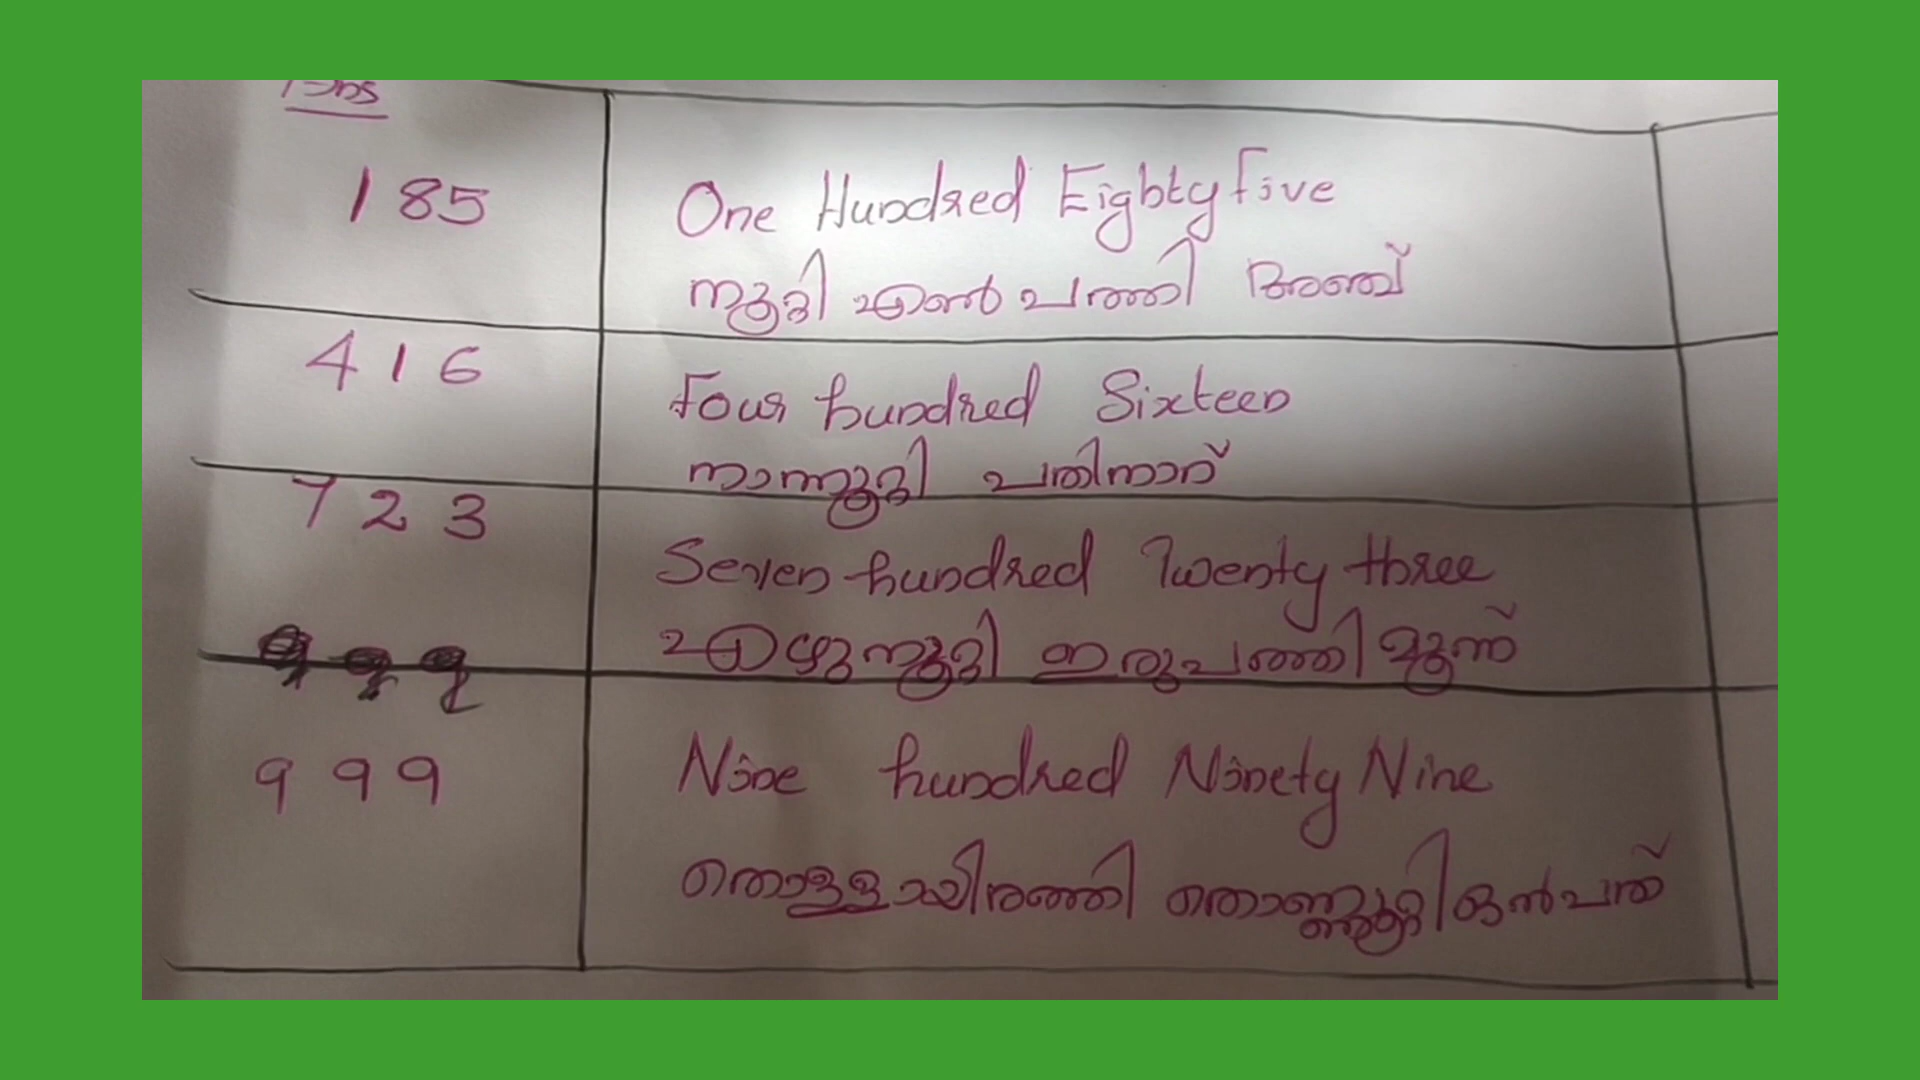 Ans
185
One Hundred Eighty five
നൂറ്റി എൺപത്തി അഞ്ച്
416
Four hundred Sixteen
നാന്നൂറ്റി പതിനാറ്
723
Seven hundred Twenty three
എഴുന്നൂറ്റി ഇരുപത്തി മൂന്ന്
999
Nine hundred Ninety Nine
തൊള്ളായിരത്തി തൊണ്ണൂറ്റി ഒൻപത്